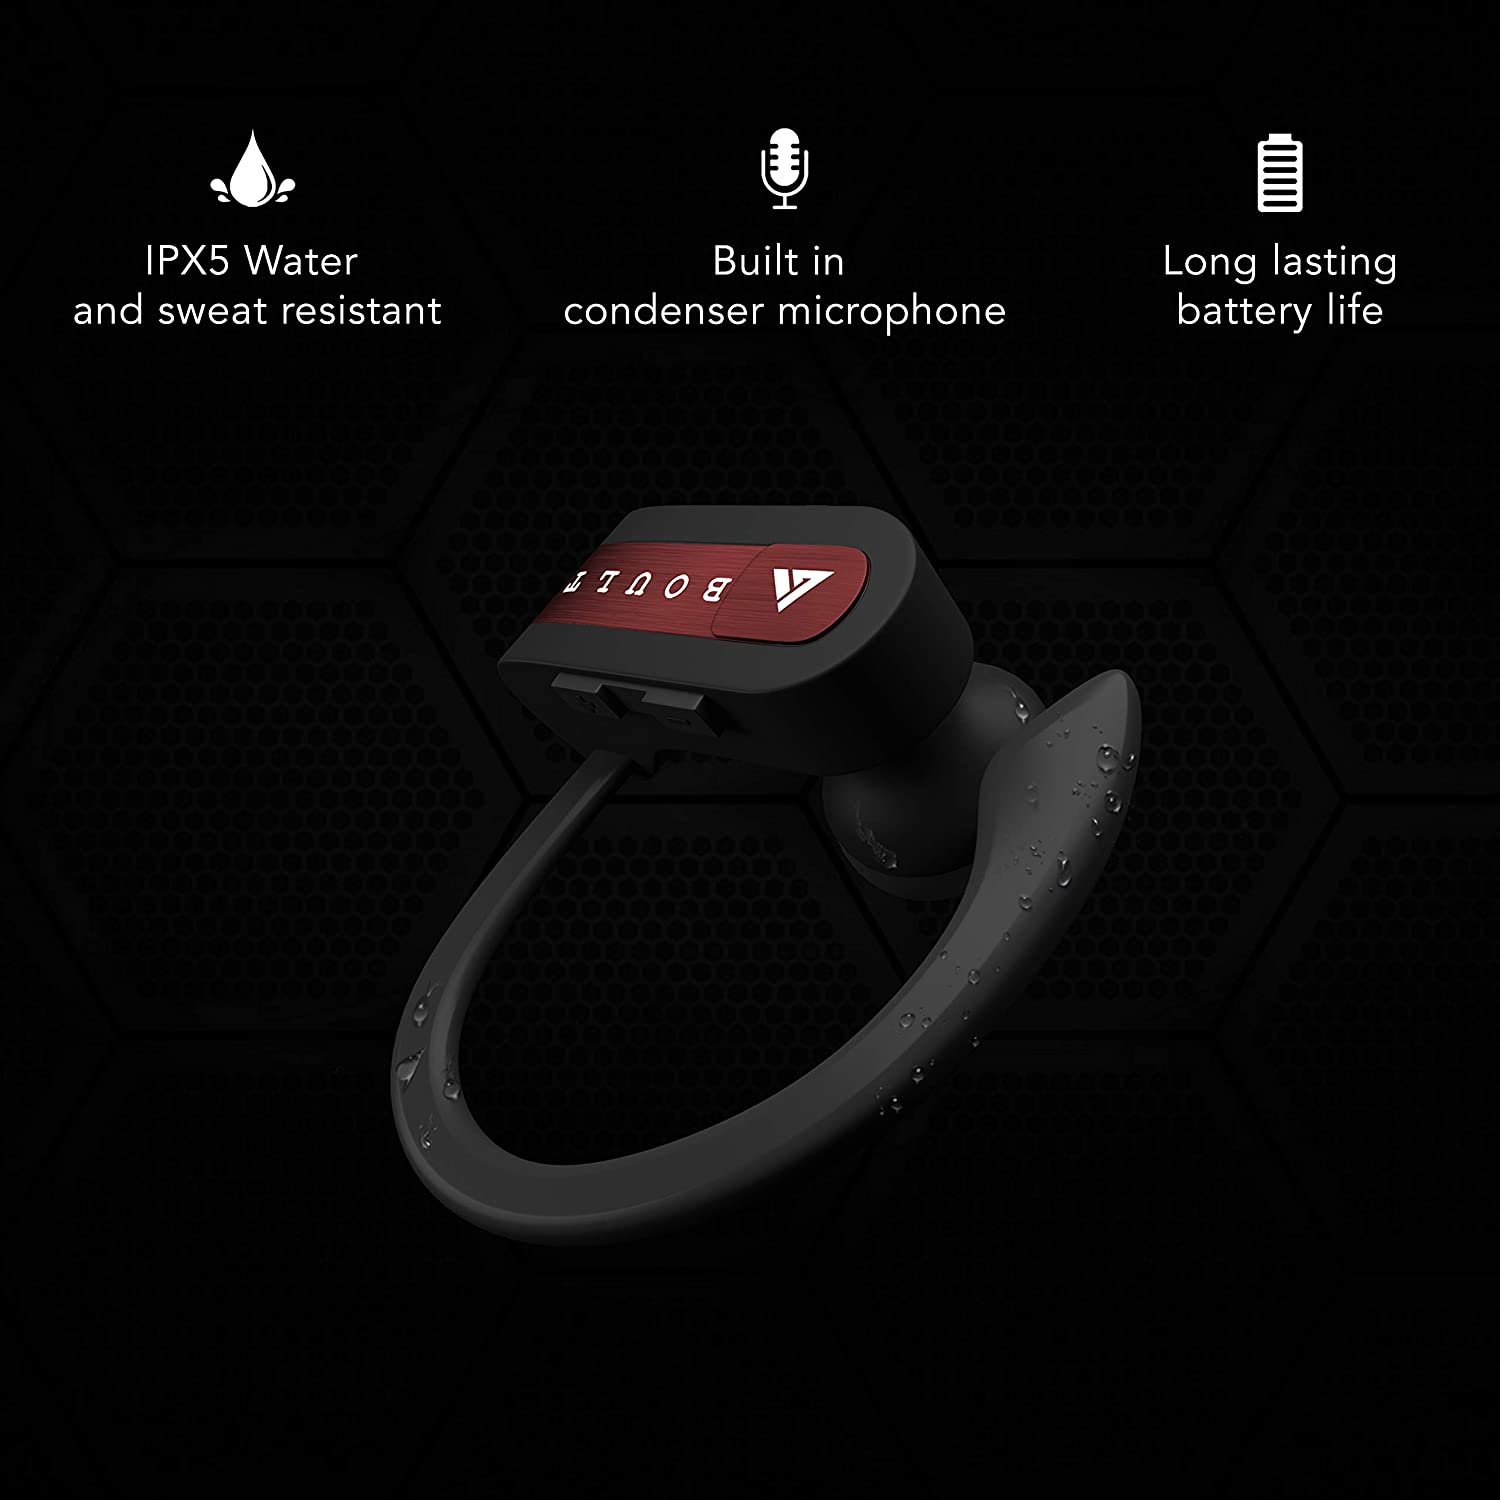 IPX5 Water
and sweat resistant
Built in
condenser microphone
Long lasting
battery life
BOULT